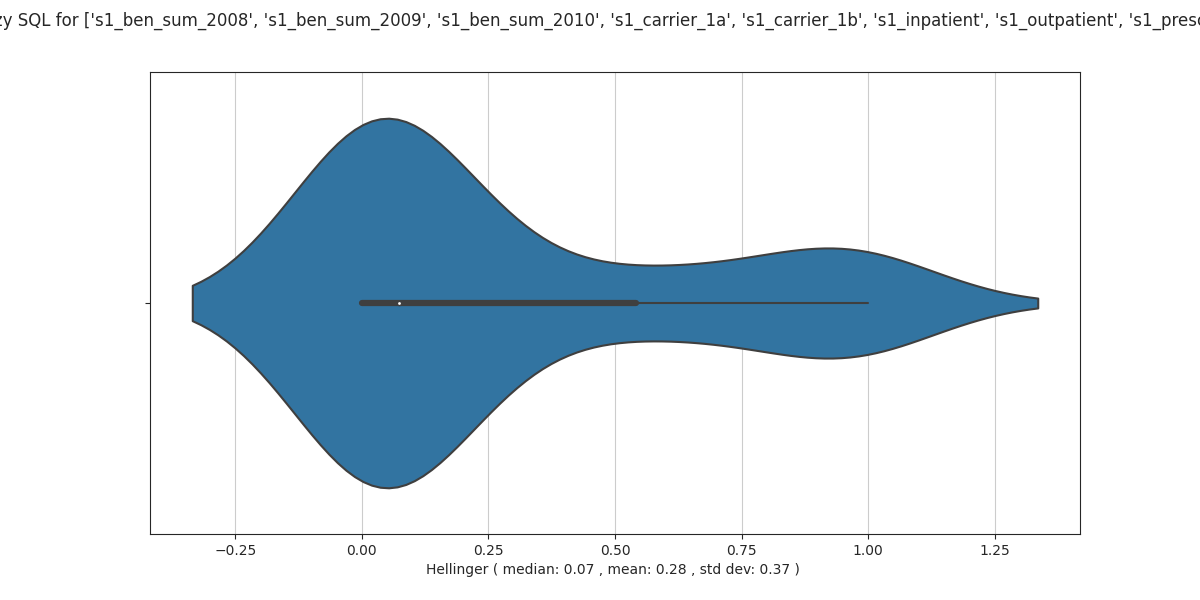 zy SQL for ['s1_ben_sum_2008', 's1_ben_sum_2009', 's1_ben_sum_2010', 's1_carrier_1a', 's1_carrier_1b', 's1_inpatient', 's1_outpatient', 's1_presc
−0.25 0.00 0.25 0.50 0.75 1.00 1.25
Hellinger ( median: 0.07 , mean: 0.28 , std dev: 0.37 )